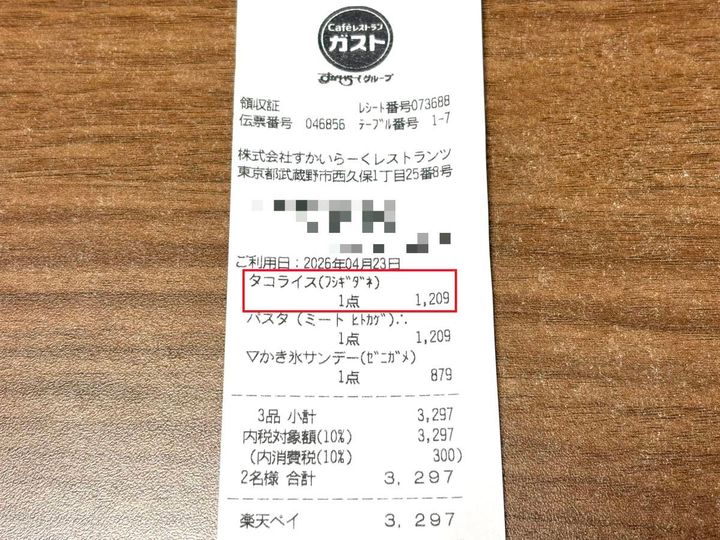 Caféレストラン
ガスト
すかいらーくグループ
領収証 ﾚｼｰﾄ番号073688
伝票番号 046856 ﾃｰﾌﾞﾙ番号 1-7
株式会社すかいらーくレストランツ
東京都武蔵野市西久保1丁目25番8号
ご利用日：2026年04月23日
タコライス(ﾌｼｷﾞﾀﾞﾈ)
1点 1,209
パスタ（ミート ﾋﾄｶｹﾞ)∴
1点 1,209
▽かき氷サンデー(ｾﾞﾆｶﾞﾒ)
1点 879
3品 小計 3,297
内税対象額(10%) 3,297
(内消費税(10% 300)
2名様 合計 3,297
楽天ペイ 3,297